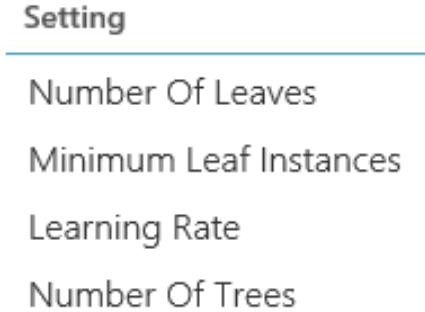 Setting
Number Of Leaves
Minimum Leaf Instances
Learning Rate
Number Of Trees